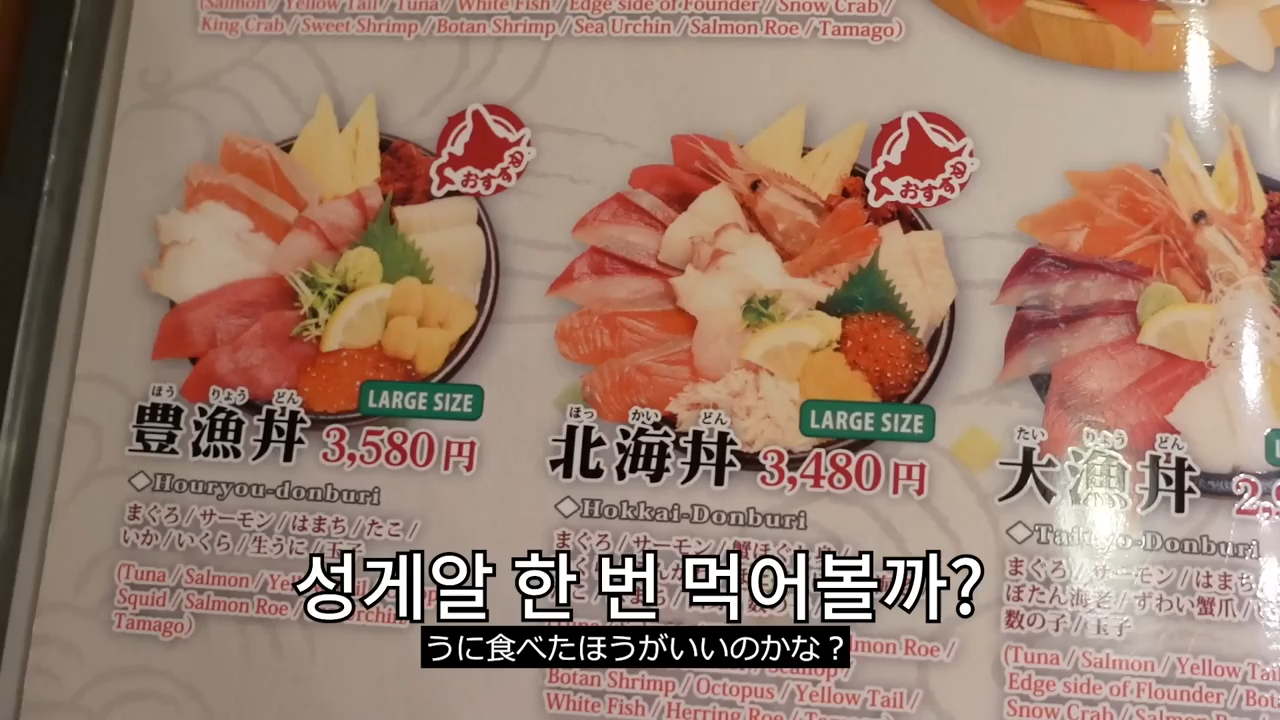 (Salmon / Yellow Tail / Tuna / White Fish / Edge side of Founder / Snow Crab /
King Crab / Sweet Shrimp / Botan Shrimp / Sea Urchin / Salmon Roe / Tamago)
おすすめ
LARGE SIZE
ほう りょう どん
豊漁丼 3,580円
◇Houryou-donburi
まぐろ / サーモン / はまち / たこ /
いか / いくら / 生うに / 玉子
(Tuna / Salmon /
Squid / Salmon Roe /
Tamago)
おすすめ
LARGE SIZE
ほっ かい どん
北海丼 3,480円
◇Hokkai-Donburi
まぐろ / サーモン /
Salmon Roe /
Botan Shrimp / Octopus / Yellow Tail /
White Fish / Herring Roe /
たい りょう どん
大漁丼
まぐろ / サーモン / はまち
ぼたん海老 / ずわい蟹爪 /
数の子 / 玉子
(Tuna / Salmon / Yellow
Edge side of Flounder /
Snow Crab / Salmon
성게알 한 번 먹어볼까?
うに食べたほうがいいのかな？